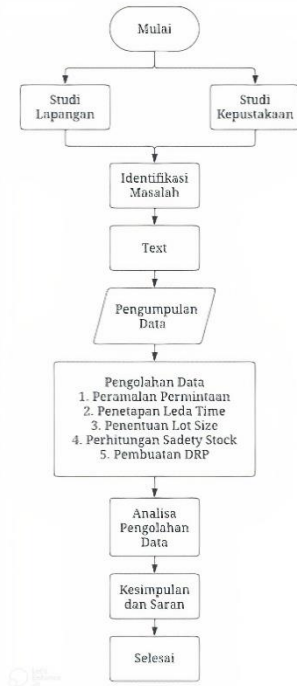 Mulai
Studi
Lapangan
Studi
Kepustakaan
Identifikasi
Masalah
Text
Pengumpulan
Data
Pengolahan Data
1. Peramalan Permintaan
2. Penetapan Leda Time
3. Penentuan Lot Size
4. Perhitungan Sadety Stock
5. Pembuatan DRP
Analisa
Pengolahan
Data
Kesimpulan
dan Saran
Selesai